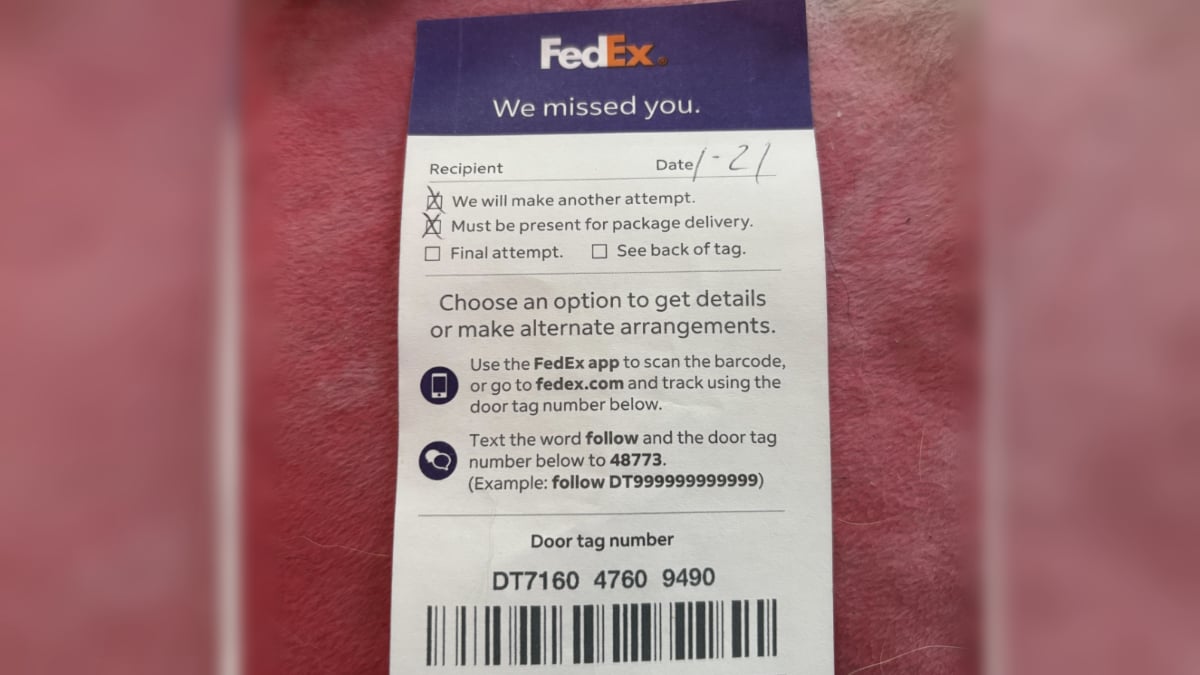 FedEx®
We missed you.
Recipient Date 1-21
We will make another attempt.
Must be present for package delivery.
Final attempt. See back of tag.
Choose an option to get details
or make alternate arrangements.
Use the FedEx app to scan the barcode,
or go to fedex.com and track using the
door tag number below.
Text the word follow and the door tag
number below to 48773.
(Example: follow DT999999999999)
Door tag number
DT7160 4760 9490